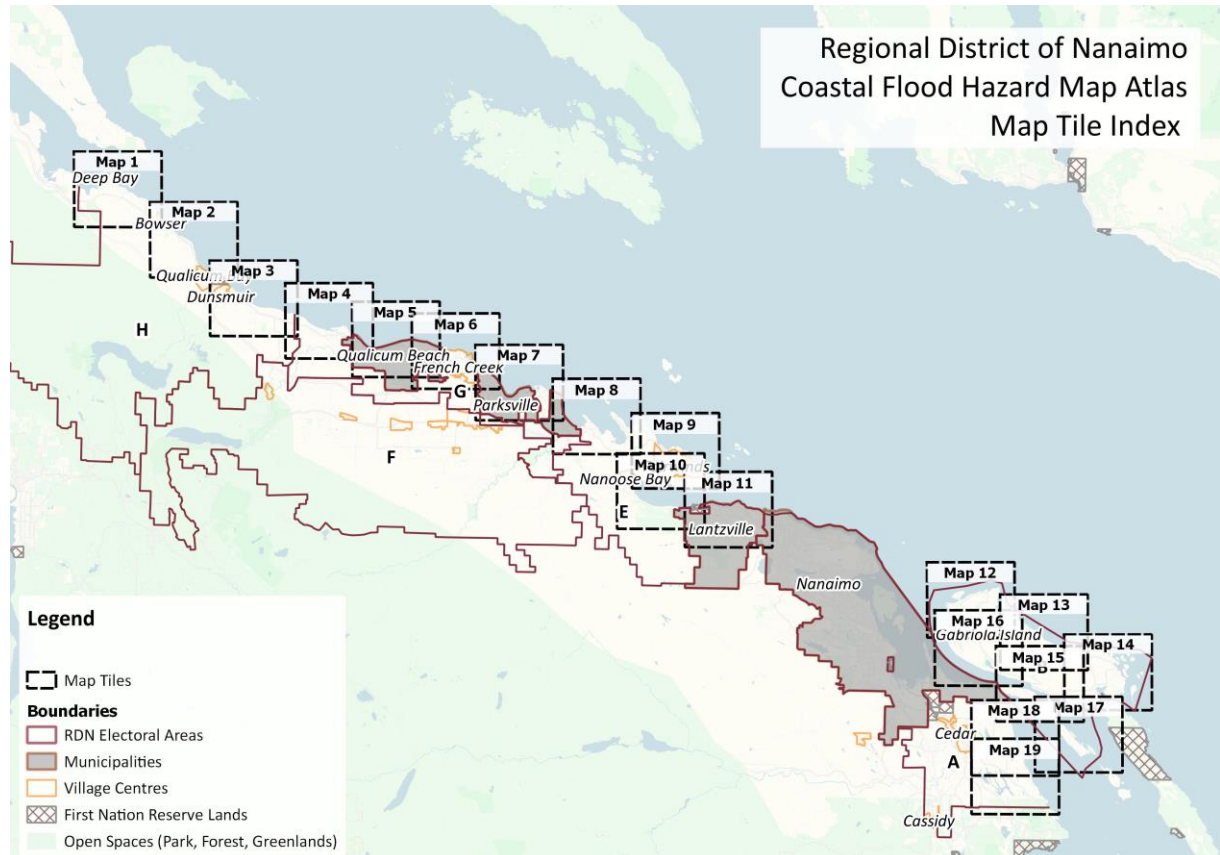 Regional District of Nanaimo
Coastal Flood Hazard Map Atlas
Map Tile Index
Map 1
Deep Bay
Map 2
Bowser
Map 3
Qualicum Bay
Dunsmuir
Map 4
H
Map 5
Map 6
Qualicum Beach
French Creek
Map 7
G
Parksville
Map 8
F
Map 9
Map 10
Nanoose Bay
Map 11
E
Lantzville
Nanaimo
Map 12
Map 13
Map 16
Gabriola Island
Map 14
Map 15
B
Map 18
Map 17
Cedar
Map 19
A
Cassidy
Legend
Map Tiles
Boundaries
RDN Electoral Areas
Municipalities
Village Centres
First Nation Reserve Lands
Open Spaces (Park, Forest, Greenlands)